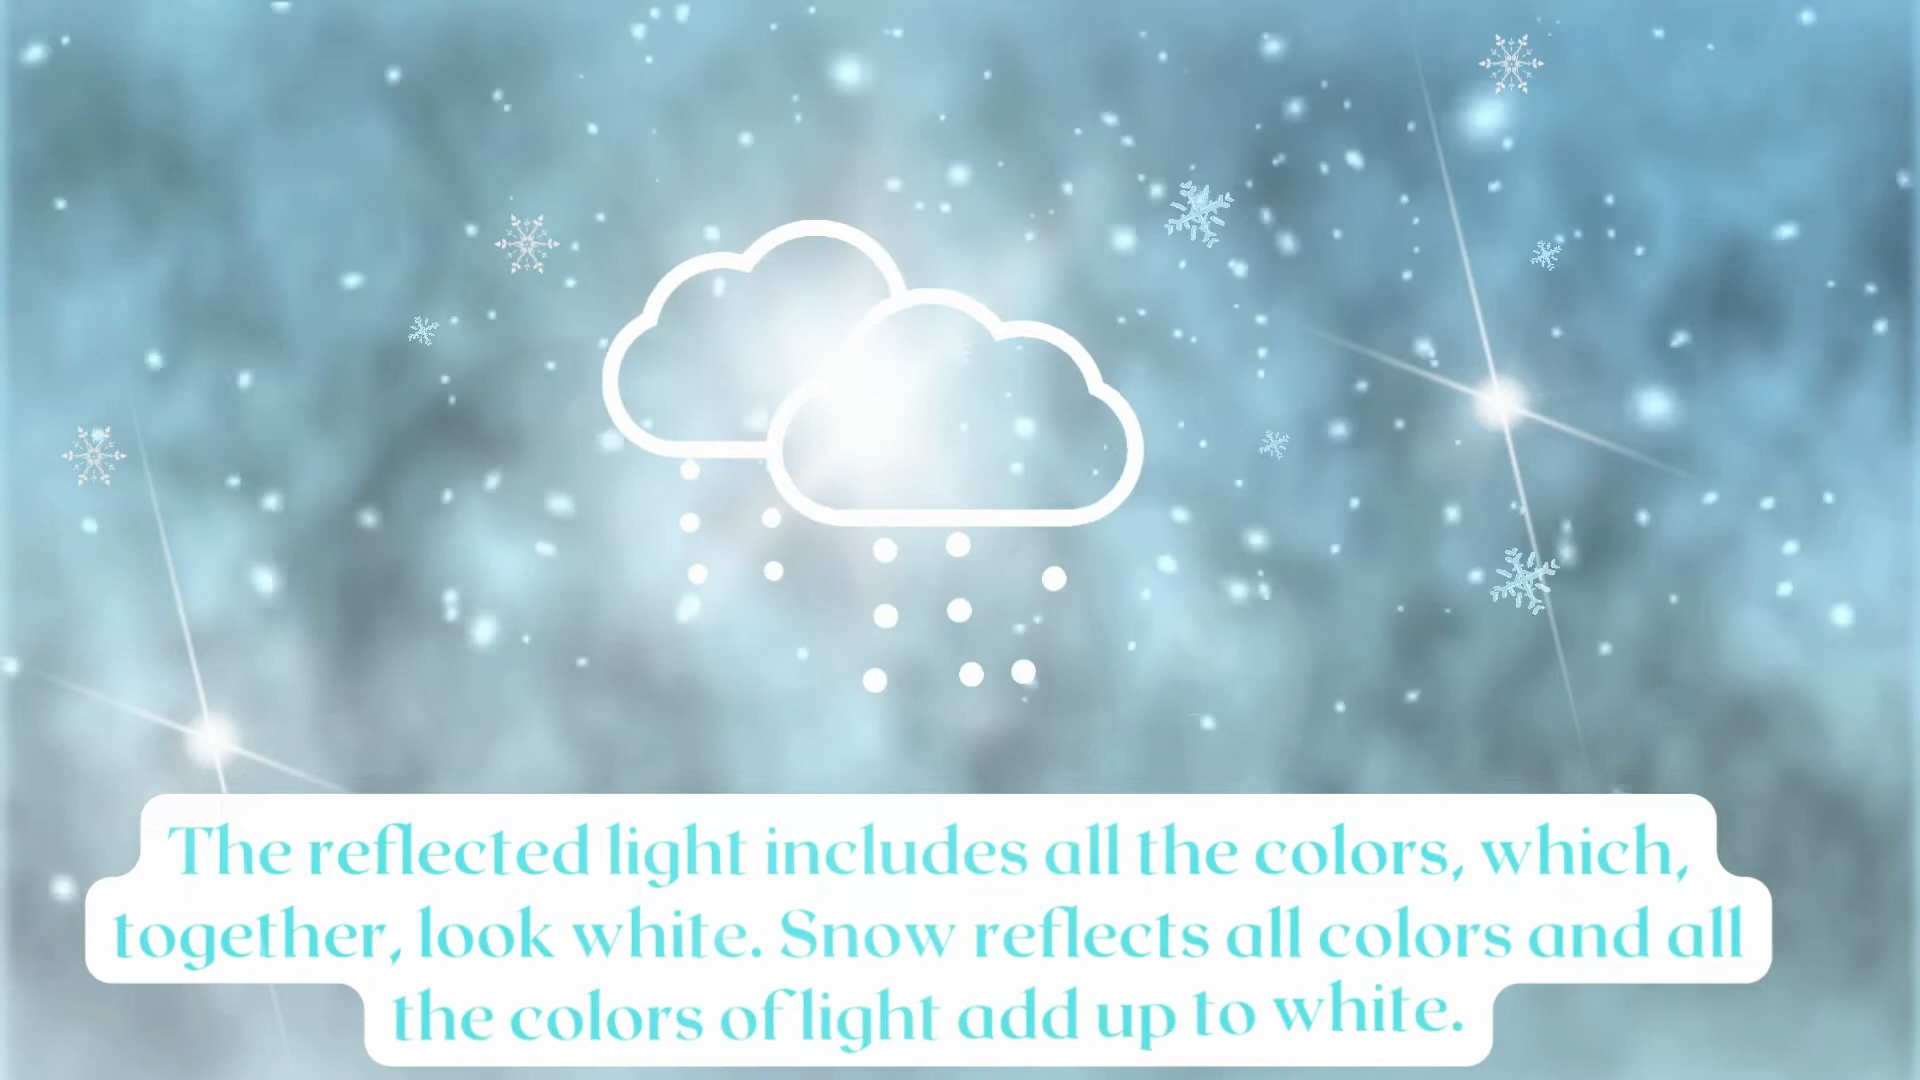 The reflected light includes all the colors, which,
together, look white. Snow reflects all colors and all
the colors of light add up to white.